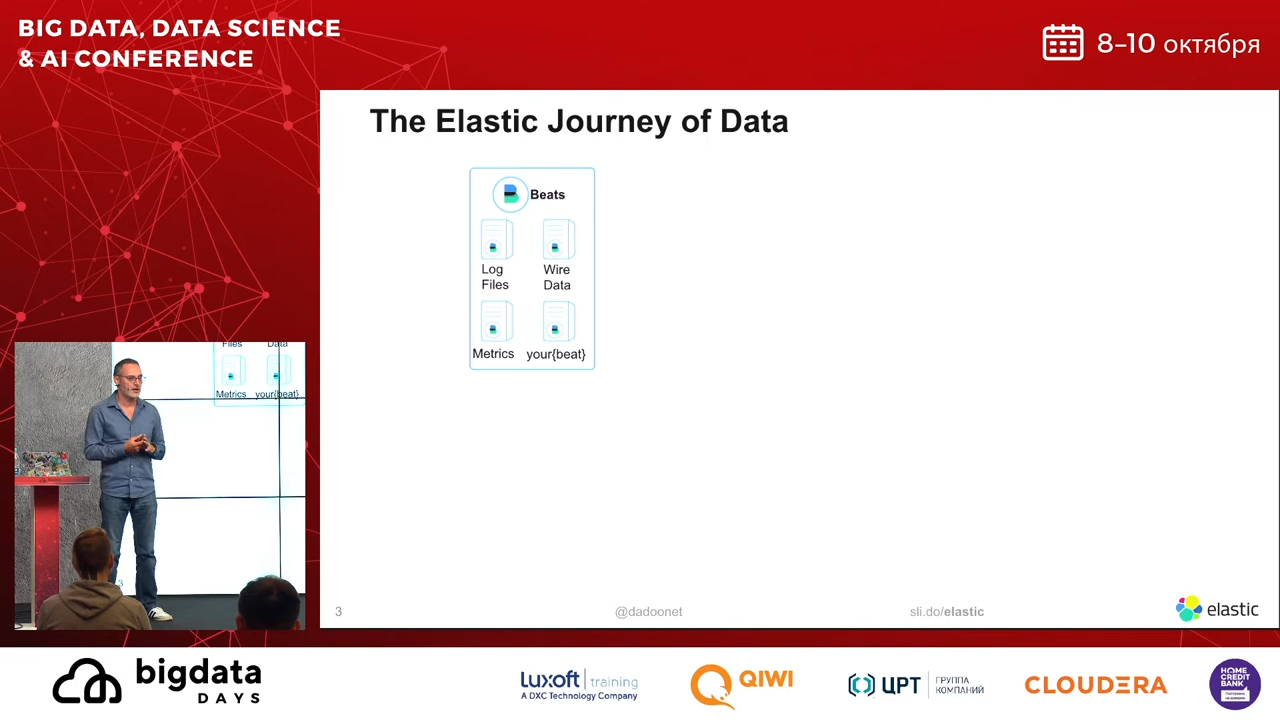 BIG DATA, DATA SCIENCE
& AI CONFERENCE
8–10 октября
The Elastic Journey of Data
Beats
Log
Files
Wire
Data
Metrics
your{beat}
Files
Data
Metrics
your{beat}
3
3
@dadoonet
sli.do/elastic
elastic
bigdata
DAYS
Luxoft training
A DXC Technology Company
QIWI
ЦРТ ГРУППА
КОМПАНИЙ
CLOUDERA
HOME
CREDIT
BANK